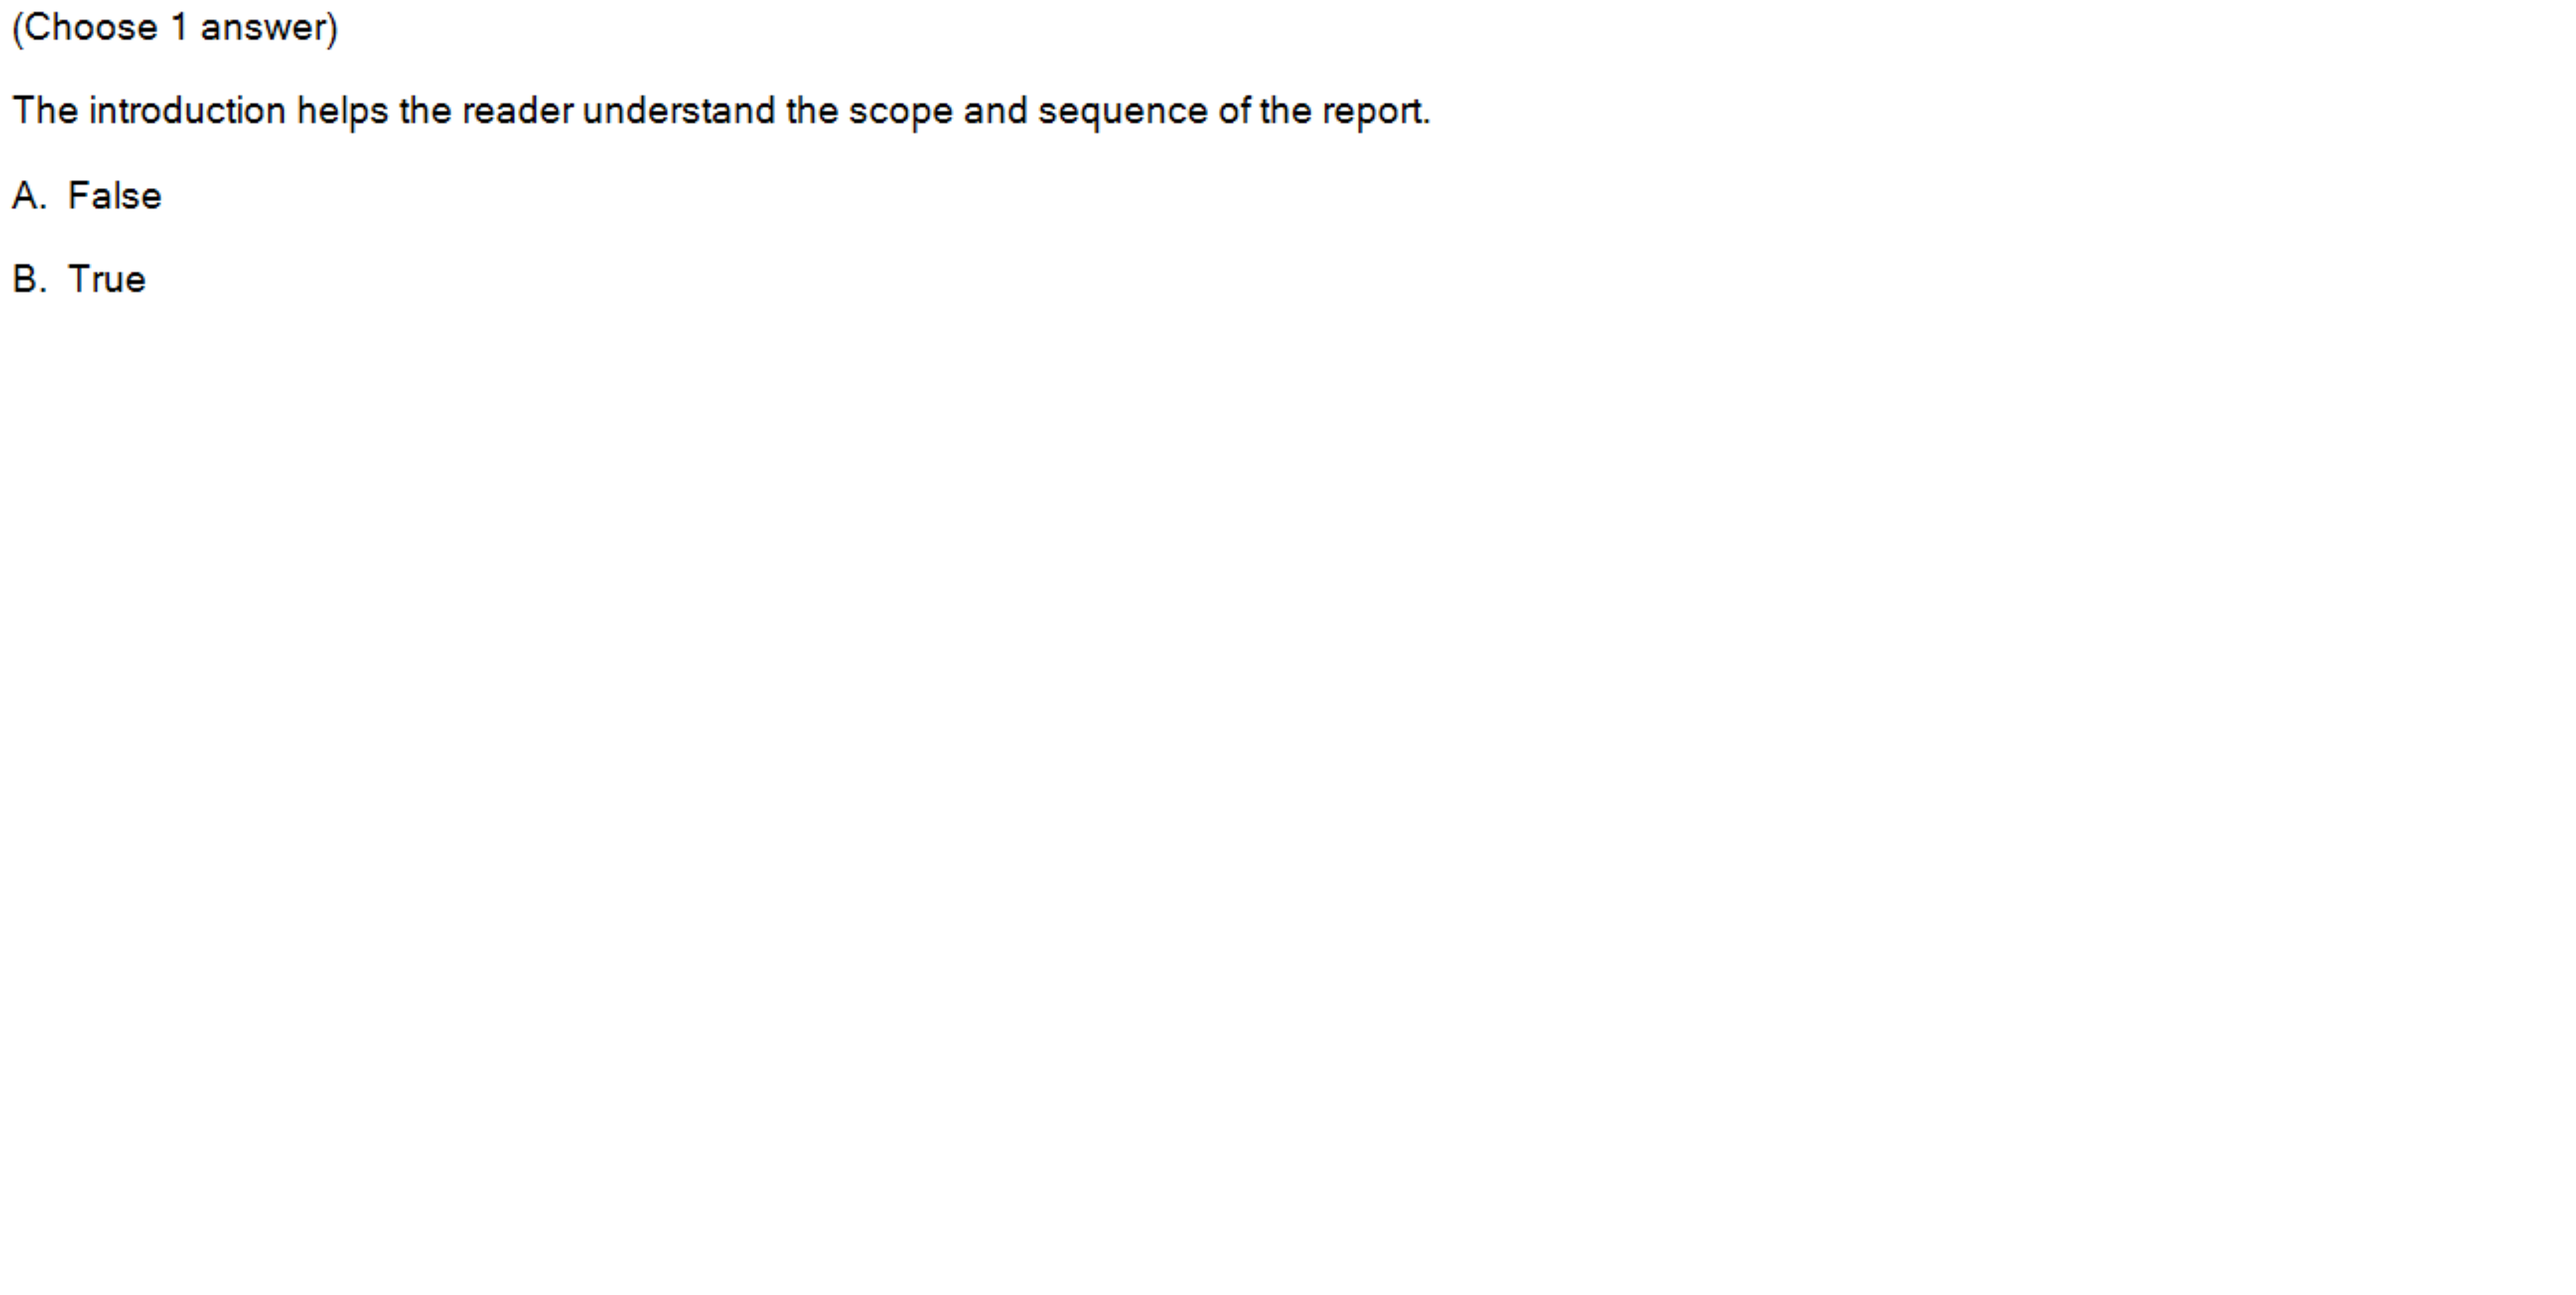 (Choose 1 answer)
The introduction helps the reader understand the scope and sequence of the report.
A. False
B. True